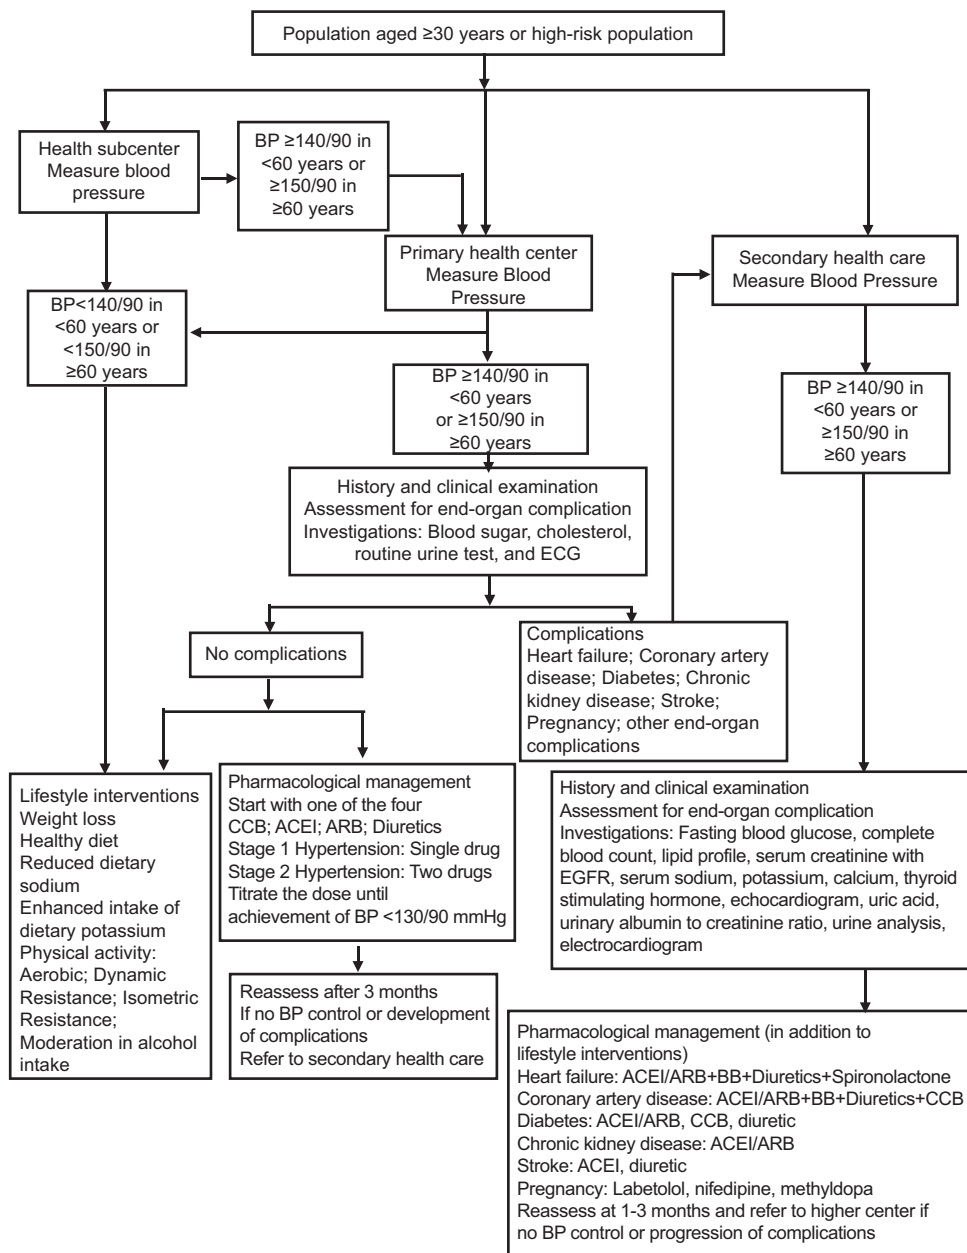 Population aged ≥30 years or high-risk population
Health subcenter
Measure blood
pressure
BP ≥140/90 in
<60 years or
≥150/90 in
≥60 years
Primary health center
Measure Blood
Pressure
Secondary health care
Measure Blood Pressure
BP<140/90 in
<60 years or
<150/90 in
≥60 years
BP ≥140/90 in
<60 years
or ≥150/90 in
≥60 years
BP ≥140/90 in
<60 years or
≥150/90 in
≥60 years
History and clinical examination
Assessment for end-organ complication
Investigations: Blood sugar, cholesterol,
routine urine test, and ECG
No complications
Complications
Heart failure; Coronary artery
disease; Diabetes; Chronic
kidney disease; Stroke;
Pregnancy; other end-organ
complications
Lifestyle interventions
Weight loss
Healthy diet
Reduced dietary
sodium
Enhanced intake of
dietary potassium
Physical activity:
Aerobic; Dynamic
Resistance; Isometric
Resistance;
Moderation in alcohol
intake
Pharmacological management
Start with one of the four
CCB; ACEI; ARB; Diuretics
Stage 1 Hypertension: Single drug
Stage 2 Hypertension: Two drugs
Titrate the dose until
achievement of BP <130/90 mmHg
Reassess after 3 months
If no BP control or development
of complications
Refer to secondary health care
History and clinical examination
Assessment for end-organ complication
Investigations: Fasting blood glucose, complete
blood count, lipid profile, serum creatinine with
EGFR, serum sodium, potassium, calcium, thyroid
stimulating hormone, echocardiogram, uric acid,
urinary albumin to creatinine ratio, urine analysis,
electrocardiogram
Pharmacological management (in addition to
lifestyle interventions)
Heart failure: ACEI/ARB+BB+Diuretics+Spironolactone
Coronary artery disease: ACEI/ARB+BB+Diuretics+CCB
Diabetes: ACEI/ARB, CCB, diuretic
Chronic kidney disease: ACEI/ARB
Stroke: ACEI, diuretic
Pregnancy: Labetolol, nifedipine, methyldopa
Reassess at 1-3 months and refer to higher center if
no BP control or progression of complications